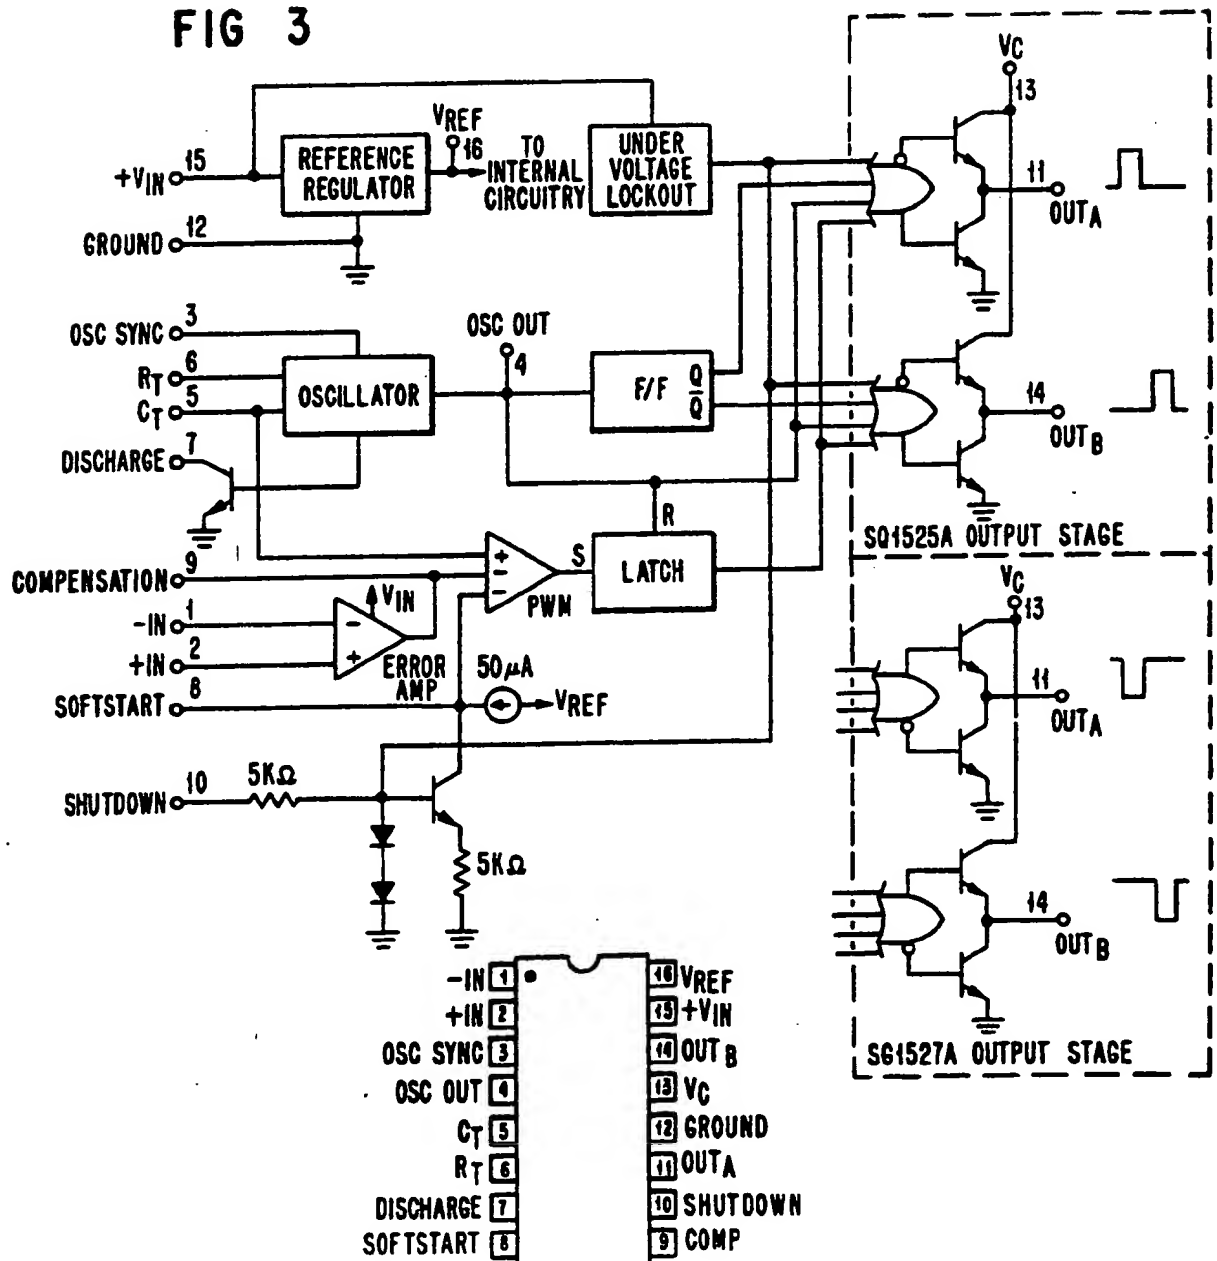 FIG 3
+VIN 15
REFERENCE
REGULATOR
VREF
16
TO
INTERNAL
CIRCUITRY
UNDER
VOLTAGE
LOCKOUT
GROUND 12
OSC SYNC 3
RT 6
CT 5
OSCILLATOR
OSC OUT
4
F/F
Q
Q̅
DISCHARGE 7
COMPENSATION 9
-IN 1
+IN 2
SOFTSTART 8
+
-
-
PWM
S
R
LATCH
VIN
-
+
ERROR
AMP
50µA
VREF
SHUTDOWN 10
5KΩ
5KΩ
VC
13
11
OUTA
14
OUTB
SQ1525A OUTPUT STAGE
VC
13
11
OUTA
14
OUTB
SG1527A OUTPUT STAGE
-IN 1
+IN 2
OSC SYNC 3
OSC OUT 4
CT 5
RT 6
DISCHARGE 7
SOFTSTART 8
16 VREF
15 +VIN
14 OUTB
13 VC
12 GROUND
11 OUTA
10 SHUTDOWN
9 COMP